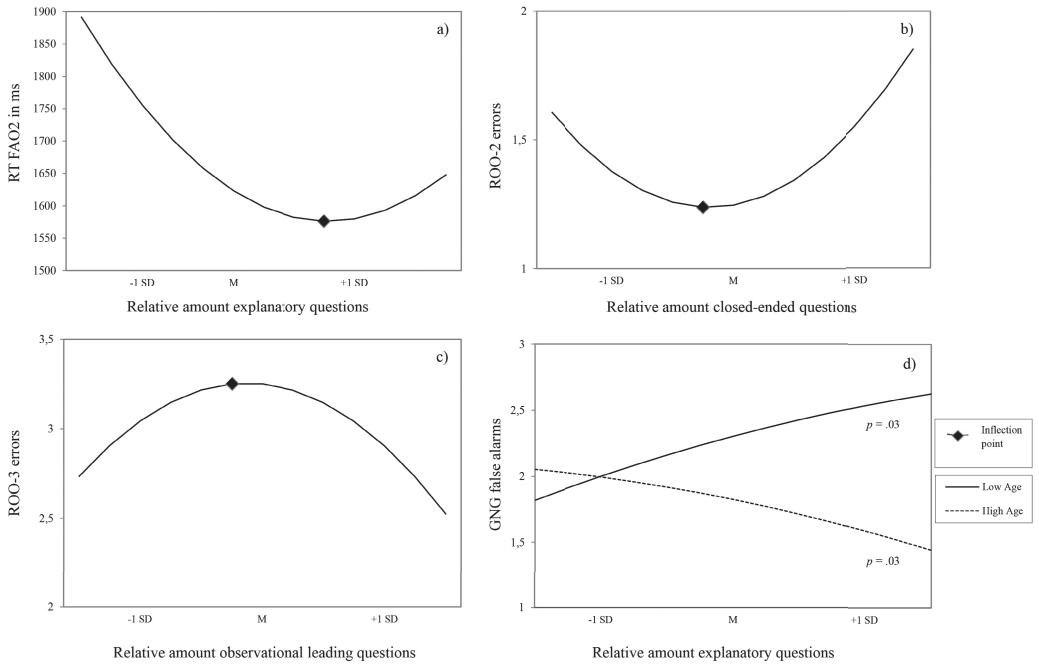 a)
1900
1850
1800
1750
1700
1650
1600
1550
1500
RT FAO2 in ms
-1 SD M +1 SD
Relative amount explanatory questions
b)
2
1,5
1
ROO-2 errors
-1 SD M +1 SD
Relative amount closed-ended questions
c)
3,5
3
2,5
2
ROO-3 errors
-1 SD M +1 SD
Relative amount observational leading questions
d)
3
2,5
2
1,5
1
GNG false alarms
p = .03
p = .03
-1 SD M +1 SD
Relative amount explanatory questions
Inflection
point
Low Age
High Age